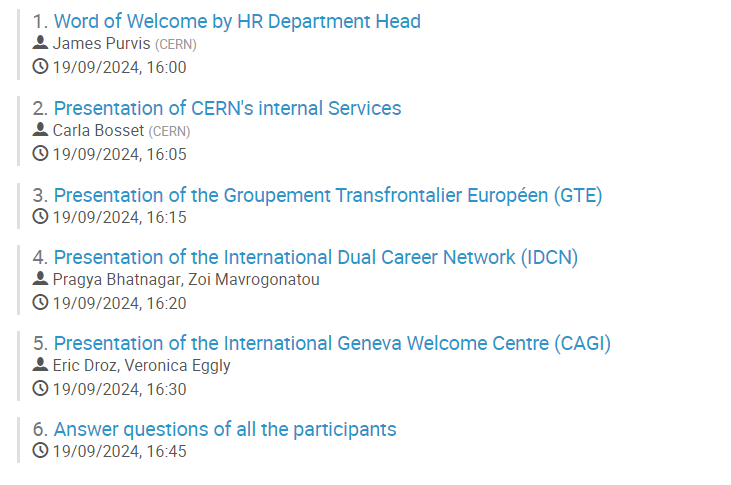 1. Word of Welcome by HR Department Head
James Purvis (CERN)
19/09/2024, 16:00
2. Presentation of CERN's internal Services
Carla Bosset (CERN)
19/09/2024, 16:05
3. Presentation of the Groupement Transfrontalier Européen (GTE)
19/09/2024, 16:15
4. Presentation of the International Dual Career Network (IDCN)
Pragya Bhatnagar, Zoi Mavrogonatou
19/09/2024, 16:20
5. Presentation of the International Geneva Welcome Centre (CAGI)
Eric Droz, Veronica Eggly
19/09/2024, 16:30
6. Answer questions of all the participants
19/09/2024, 16:45